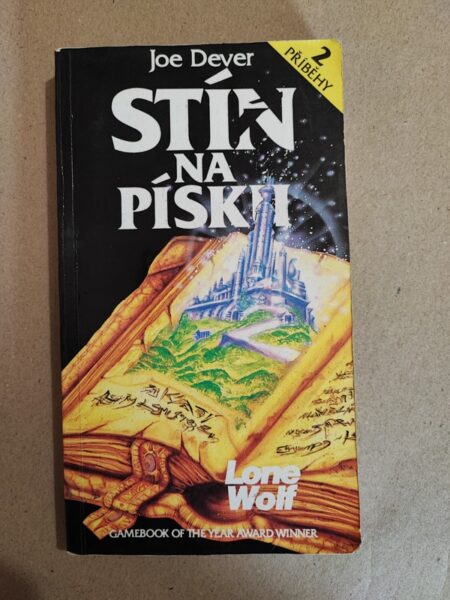 Joe Dever
2
PŘÍBĚHY
STÍN
NA
PÍSKU
Lone
Wolf
GAMEBOOK OF THE YEAR AWARD WINNER